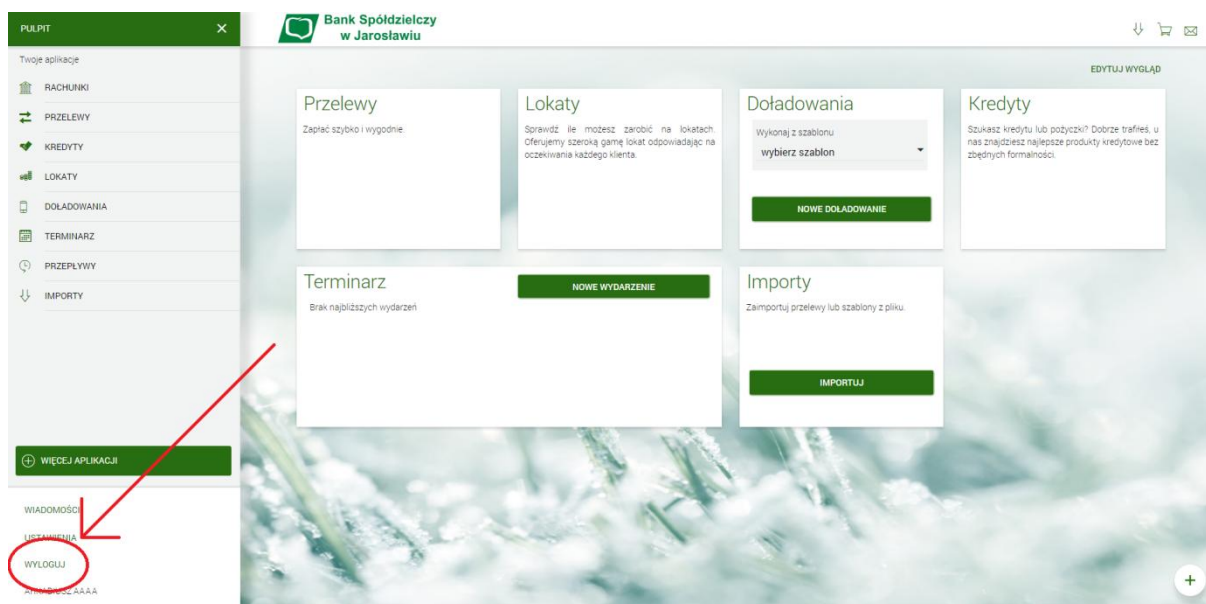 PULPIT
Bank Spółdzielczy
w Jarosławiu
Twoje aplikacje
RACHUNKI
PRZELEWY
KREDYTY
LOKATY
DOŁADOWANIA
TERMINARZ
PRZEPŁYWY
IMPORTY
WIĘCEJ APLIKACJI
WIADOMOŚCI
USTAWIENIA
WYLOGUJ
ARKADIUSZ AAAA
EDYTUJ WYGLĄD
Przelewy
Zapłać szybko i wygodnie
Lokaty
Sprawdź ile możesz zarobić na lokatach.
Oferujemy szeroką gamę lokat odpowiadając na
oczekiwania każdego klienta.
Doładowania
Wykonaj z szablonu
wybierz szablon
NOWE DOŁADOWANIE
Kredyty
Szukasz kredytu lub pożyczki? Dobrze trafiłeś, u
nas znajdziesz najlepsze produkty kredytowe bez
zbędnych formalności.
Terminarz
NOWE WYDARZENIE
Brak najbliższych wydarzeń
Importy
Zaimportuj przelewy lub szablony z pliku.
IMPORTUJ